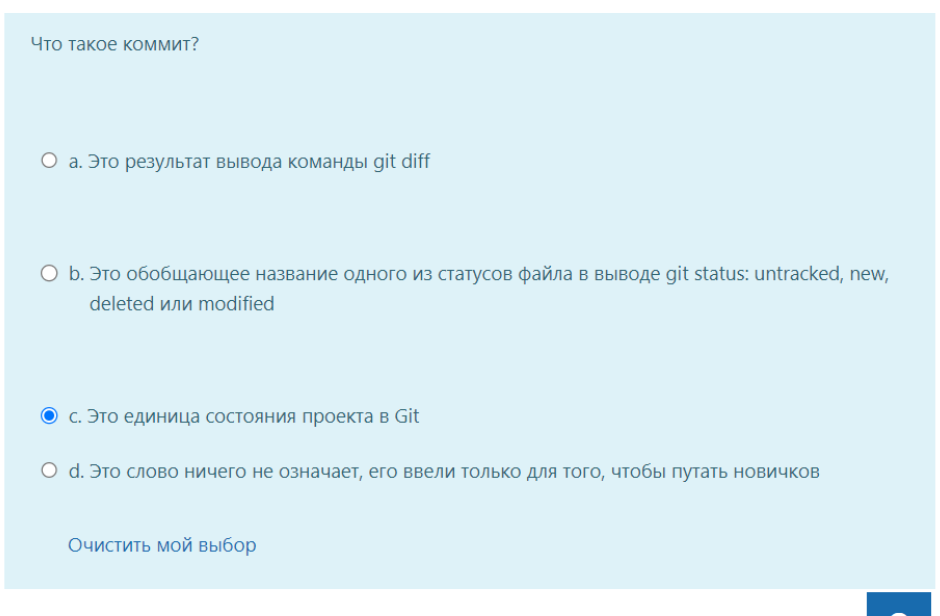 Что такое коммит?
a. Это результат вывода команды git diff
b. Это обобщающее название одного из статусов файла в выводе git status: untracked, new,
deleted или modified
c. Это единица состояния проекта в Git
d. Это слово ничего не означает, его ввели только для того, чтобы путать новичков
Очистить мой выбор